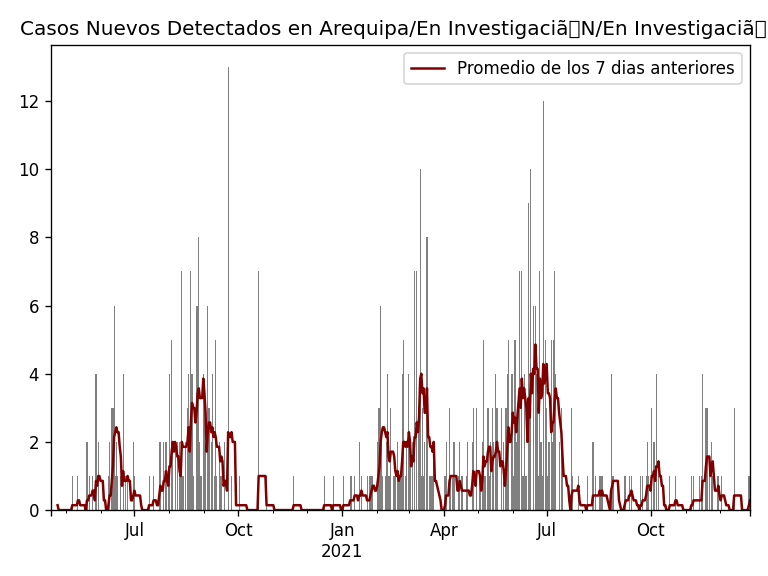 Casos Nuevos Detectados en Arequipa/En Investigaciã▯N/En Investigaciã▯
Promedio de los 7 dias anteriores
12
10
8
6
4
2
0
Jul Oct Jan Apr Jul Oct
2021